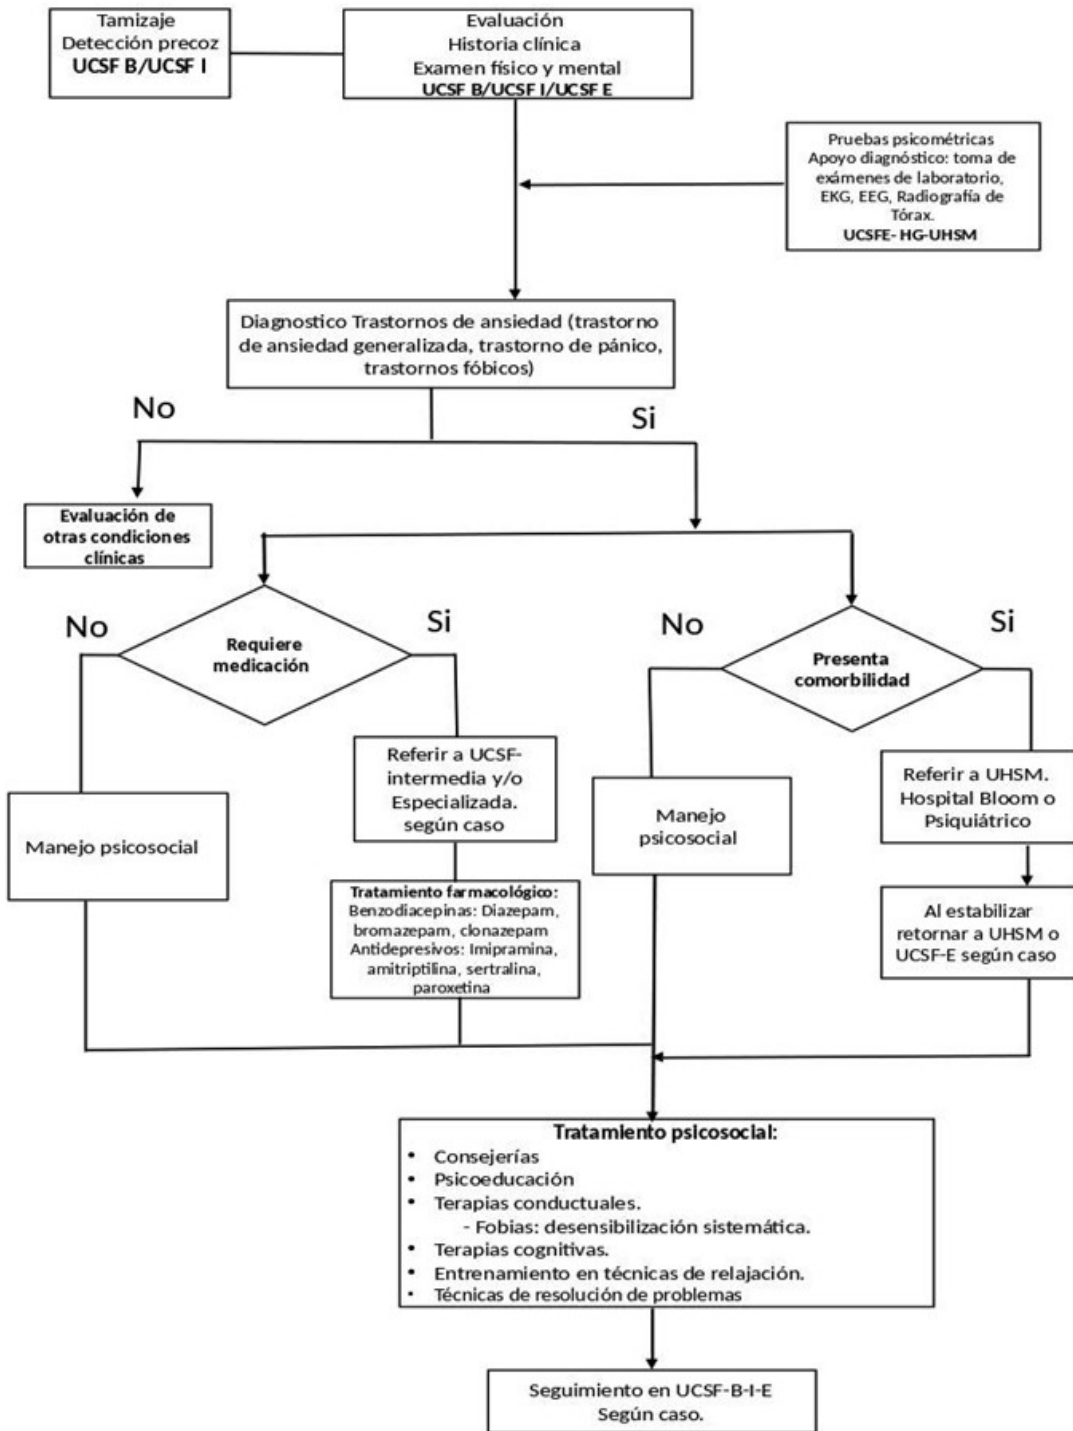 Tamizaje
Detección precoz
UCSF B/UCSF I
Evaluación
Historia clínica
Examen físico y mental
UCSF B/UCSF I/UCSF E
Pruebas psicométricas
Apoyo diagnóstico: toma de
exámenes de laboratorio,
EKG, EEG, Radiografía de
Tórax.
UCSFE- HG-UHSM
Diagnostico Trastornos de ansiedad (trastorno
de ansiedad generalizada, trastorno de pánico,
trastornos fóbicos)
No
Si
Evaluación de
otras condiciones
clínicas
No
Requiere
medicación
Si
No
Presenta
comorbilidad
Si
Manejo psicosocial
Referir a UCSF-
intermedia y/o
Especializada.
según caso
Tratamiento farmacológico:
Benzodiacepinas: Diazepam,
bromazepam, clonazepam
Antidepresivos: Imipramina,
amitriptilina, sertralina,
paroxetina
Manejo
psicosocial
Referir a UHSM.
Hospital Bloom o
Psiquiátrico
Al estabilizar
retornar a UHSM o
UCSF-E según caso
Tratamiento psicosocial:
• Consejerías
• Psicoeducación
• Terapias conductuales.
- Fobias: desensibilización sistemática.
• Terapias cognitivas.
• Entrenamiento en técnicas de relajación.
• Técnicas de resolución de problemas
Seguimiento en UCSF-B-I-E
Según caso.